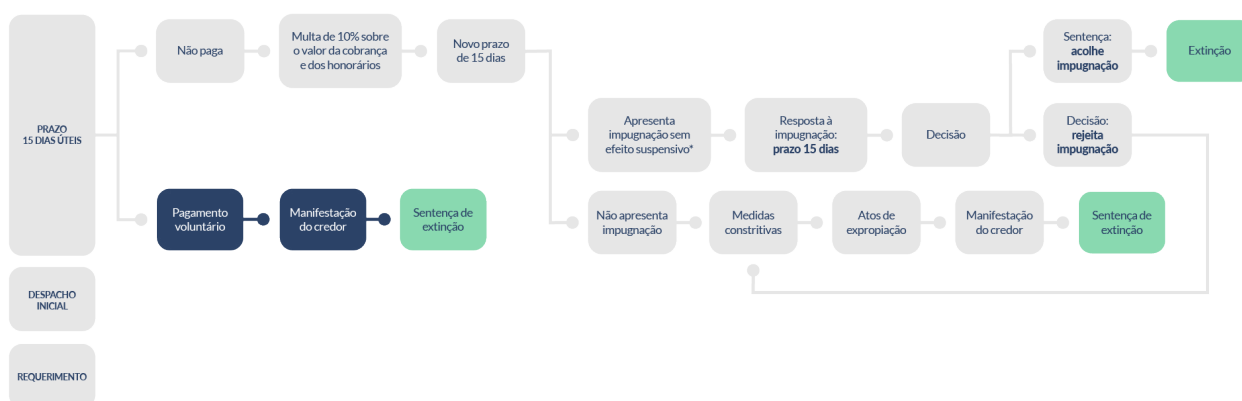 PRAZO
15 DIAS ÚTEIS
Não paga
Multa de 10% sobre
o valor da cobrança
e dos honorários
Novo prazo
de 15 dias
Apresenta
impugnação sem
efeito suspensivo*
Resposta à
impugnação:
prazo 15 dias
Decisão
Sentença:
acolhe
impugnação
Extinção
Decisão:
rejeita
impugnação
Pagamento
voluntário
Manifestação
do credor
Sentença de
extinção
Não apresenta
impugnação
Medidas
constritivas
Atos de
expropiação
Manifestação
do credor
Sentença de
extinção
DESPACHO
INICIAL
REQUERIMENTO